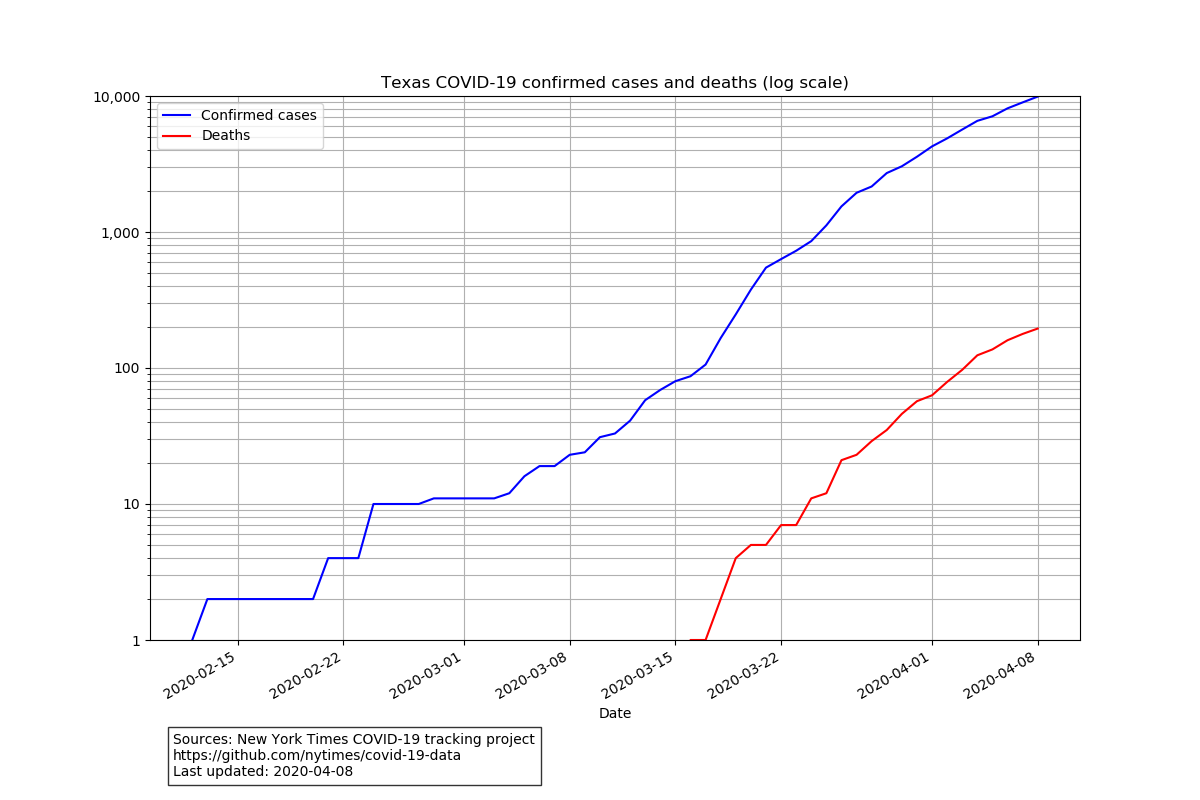 Texas COVID-19 confirmed cases and deaths (log scale)
10,000
1,000
100
10
1
Confirmed cases
Deaths
2020-02-15
2020-02-22
2020-03-01
2020-03-08
2020-03-15
2020-03-22
2020-04-01
2020-04-08
Date
Sources: New York Times COVID-19 tracking project
https://github.com/nytimes/covid-19-data
Last updated: 2020-04-08